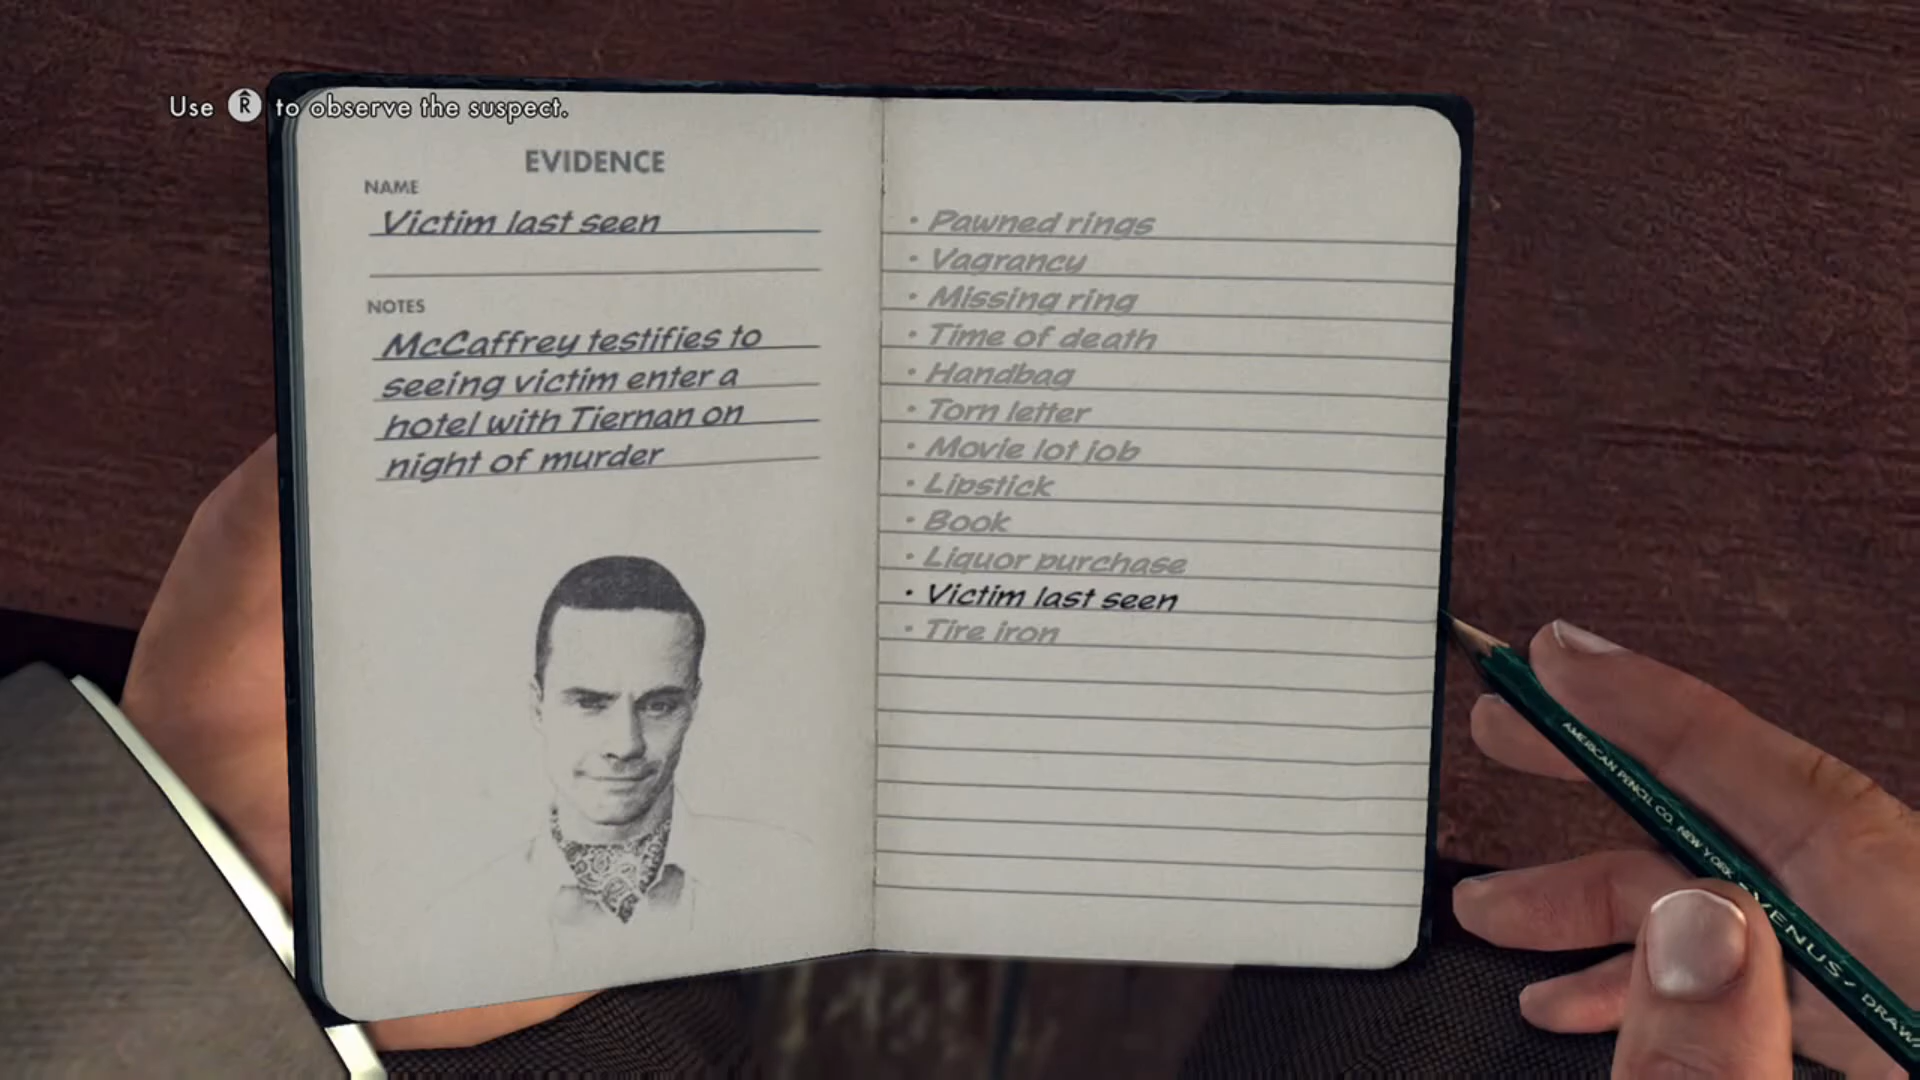 Use R to observe the suspect.
EVIDENCE
NAME
Victim last seen
NOTES
McCaffrey testifies to
seeing victim enter a
hotel with Tiernan on
night of murder
• Pawned rings
• Vagrancy
• Missing ring
• Time of death
• Handbag
• Torn letter
• Movie lot job
• Lipstick
• Book
• Liquor purchase
• Victim last seen
• Tire iron
AMERICAN PENCIL CO. NEW YORK VENUS DRAW